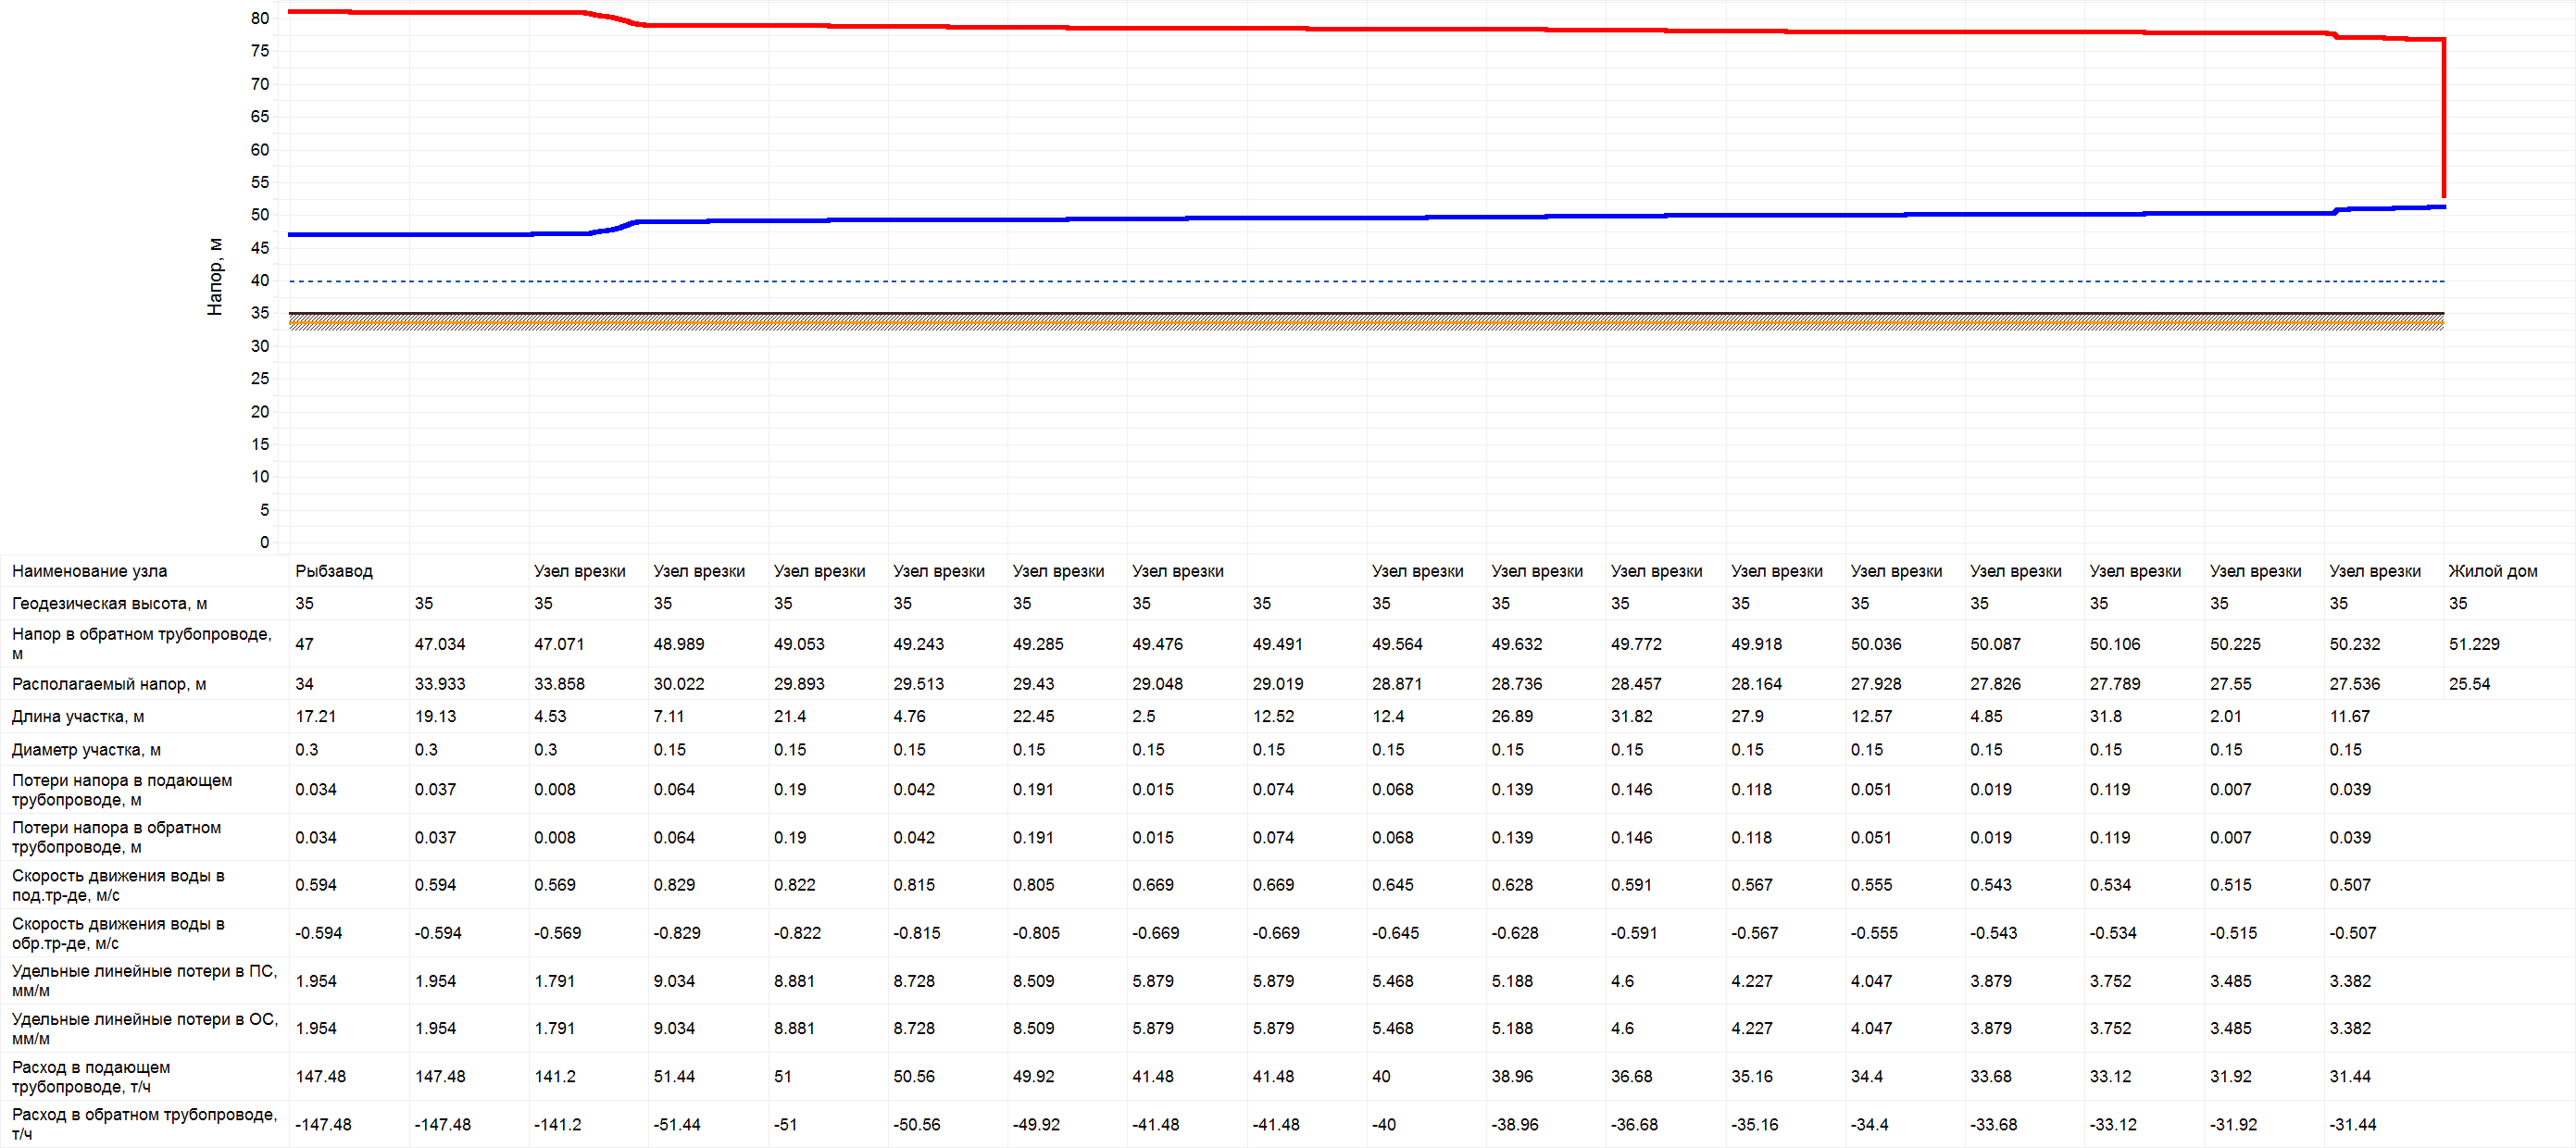 80
75
70
65
60
55
50
45
40
35
30
25
20
15
10
5
0
Напор, м
Наименование узла Рыбзавод Узел врезки Узел врезки Узел врезки Узел врезки Узел врезки Узел врезки Узел врезки Узел врезки Узел врезки Узел врезки Узел врезки Узел врезки Узел врезки Узел врезки Узел врезки Жилой дом
Геодезическая высота, м 35 35 35 35 35 35 35 35 35 35 35 35 35 35 35 35 35 35 35
Напор в обратном трубопроводе,
м
47 47.034 47.071 48.989 49.053 49.243 49.285 49.476 49.491 49.564 49.632 49.772 49.918 50.036 50.087 50.106 50.225 50.232 51.229
Располагаемый напор, м 34 33.933 33.858 30.022 29.893 29.513 29.43 29.048 29.019 28.871 28.736 28.457 28.164 27.928 27.826 27.789 27.55 27.536 25.54
Длина участка, м 17.21 19.13 4.53 7.11 21.4 4.76 22.45 2.5 12.52 12.4 26.89 31.82 27.9 12.57 4.85 31.8 2.01 11.67
Диаметр участка, м 0.3 0.3 0.3 0.15 0.15 0.15 0.15 0.15 0.15 0.15 0.15 0.15 0.15 0.15 0.15 0.15 0.15 0.15
Потери напора в подающем
трубопроводе, м
0.034 0.037 0.008 0.064 0.19 0.042 0.191 0.015 0.074 0.068 0.139 0.146 0.118 0.051 0.019 0.119 0.007 0.039
Потери напора в обратном
трубопроводе, м
0.034 0.037 0.008 0.064 0.19 0.042 0.191 0.015 0.074 0.068 0.139 0.146 0.118 0.051 0.019 0.119 0.007 0.039
Скорость движения воды в
под.тр-де, м/с
0.594 0.594 0.569 0.829 0.822 0.815 0.805 0.669 0.669 0.645 0.628 0.591 0.567 0.555 0.543 0.534 0.515 0.507
Скорость движения воды в
обр.тр-де, м/с
-0.594 -0.594 -0.569 -0.829 -0.822 -0.815 -0.805 -0.669 -0.669 -0.645 -0.628 -0.591 -0.567 -0.555 -0.543 -0.534 -0.515 -0.507
Удельные линейные потери в ПС,
мм/м
1.954 1.954 1.791 9.034 8.881 8.728 8.509 5.879 5.879 5.468 5.188 4.6 4.227 4.047 3.879 3.752 3.485 3.382
Удельные линейные потери в ОС,
мм/м
1.954 1.954 1.791 9.034 8.881 8.728 8.509 5.879 5.879 5.468 5.188 4.6 4.227 4.047 3.879 3.752 3.485 3.382
Расход в подающем
трубопроводе, т/ч
147.48 147.48 141.2 51.44 51 50.56 49.92 41.48 41.48 40 38.96 36.68 35.16 34.4 33.68 33.12 31.92 31.44
Расход в обратном трубопроводе,
т/ч
-147.48 -147.48 -141.2 -51.44 -51 -50.56 -49.92 -41.48 -41.48 -40 -38.96 -36.68 -35.16 -34.4 -33.68 -33.12 -31.92 -31.44